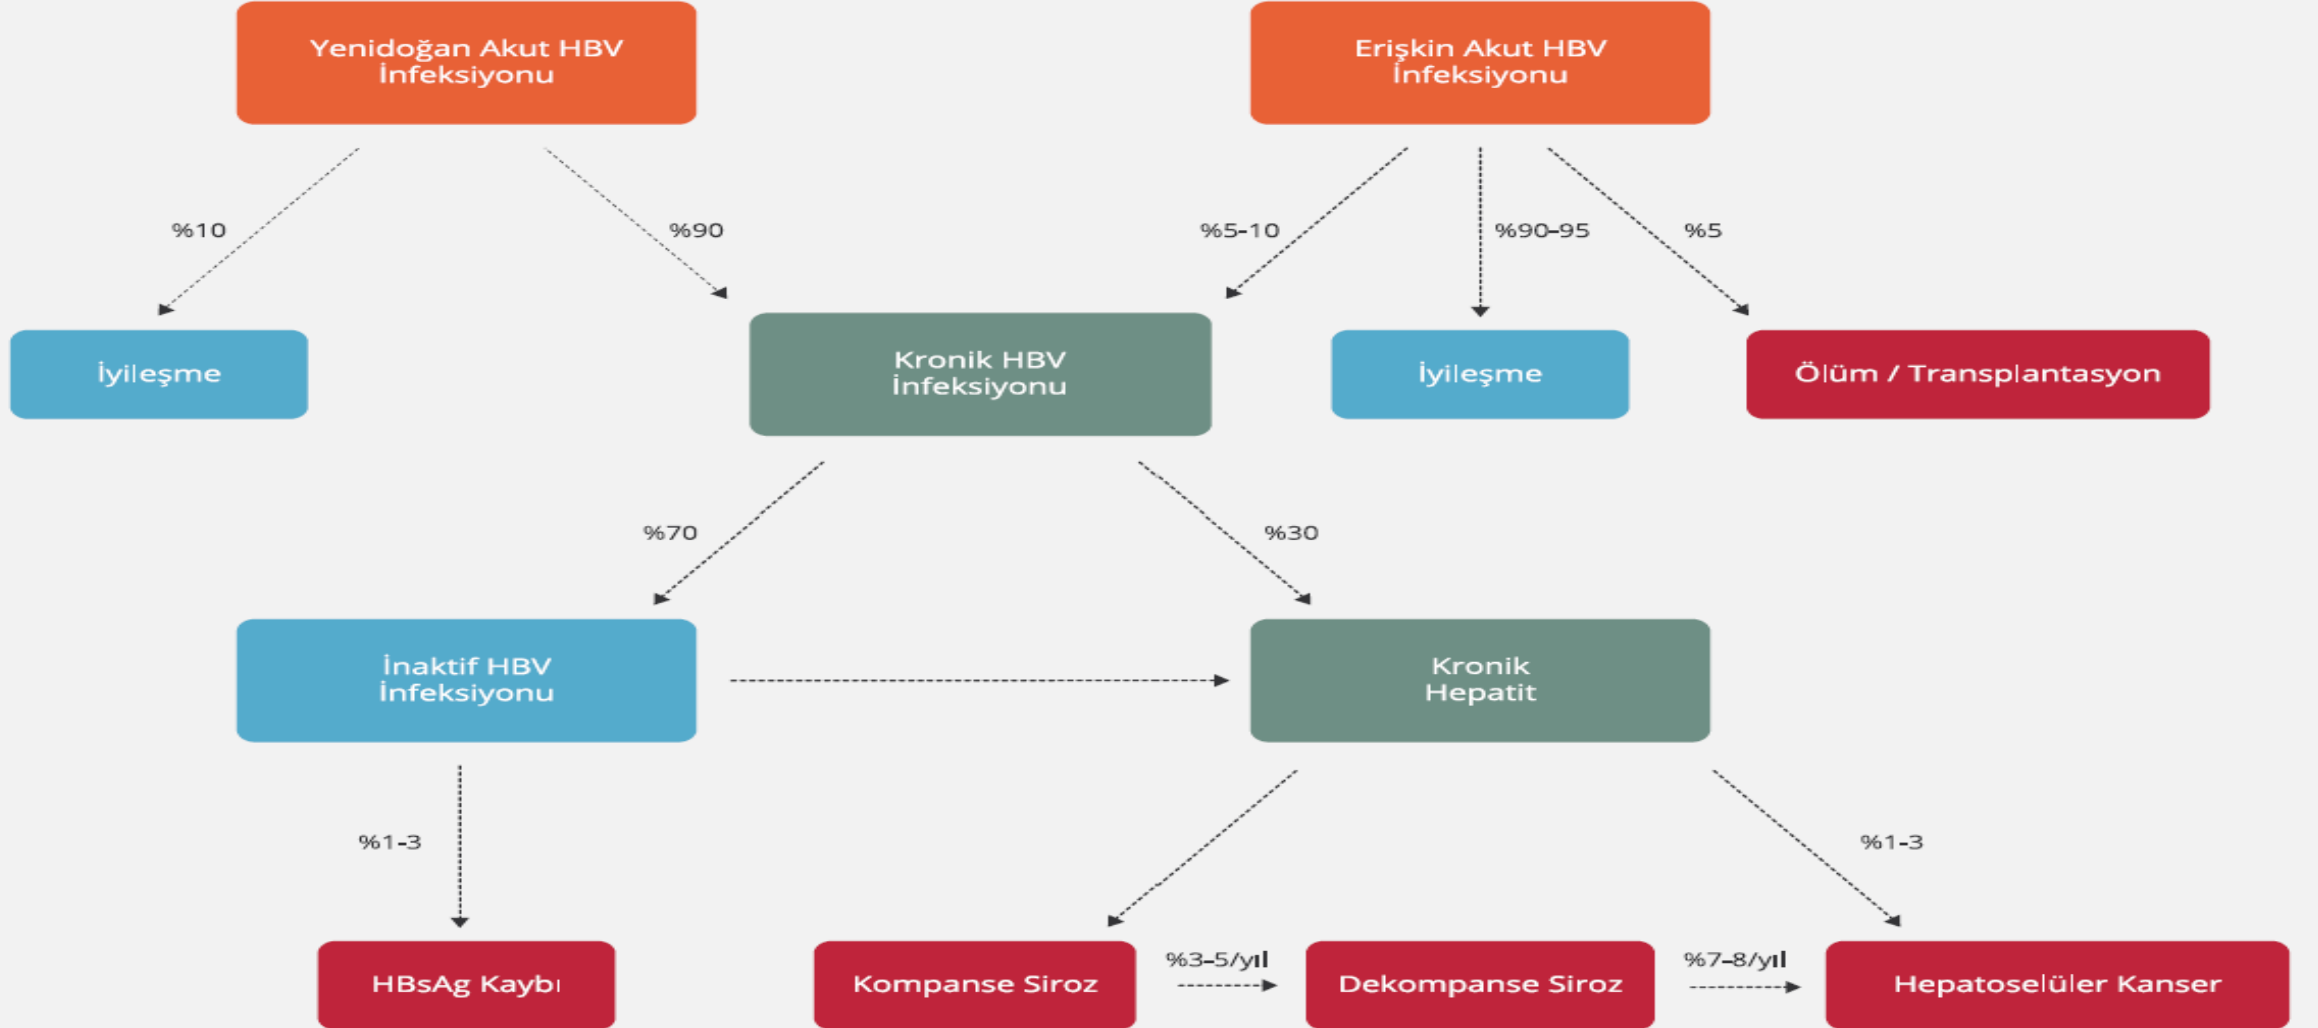 Yenidoğan Akut HBV
İnfeksiyonu
Erişkin Akut HBV
İnfeksiyonu
%10
%90
%5-10
%90-95
%5
İyileşme
Kronik HBV
İnfeksiyonu
İyileşme
Ölüm / Transplantasyon
%70
%30
İnaktif HBV
İnfeksiyonu
Kronik
Hepatit
%1-3
%1-3
HBsAg Kaybı
Kompanse Siroz
%3-5/yıl
Dekompanse Siroz
%7-8/yıl
Hepatoselüler Kanser